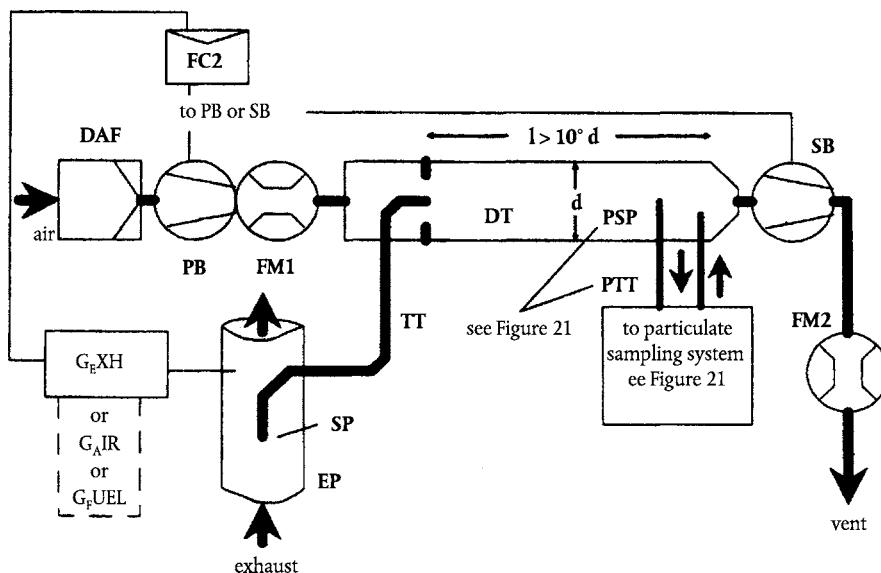 FC2
to PB or SB
DAF
l > 10° d
SB
air
d
DT
PSP
PB
FM1
PTT
TT
see Figure 21
FM2
to particulate
sampling system
ee Figure 21
GEXH
or
GAIR
or
GFUEL
SP
EP
vent
exhaust